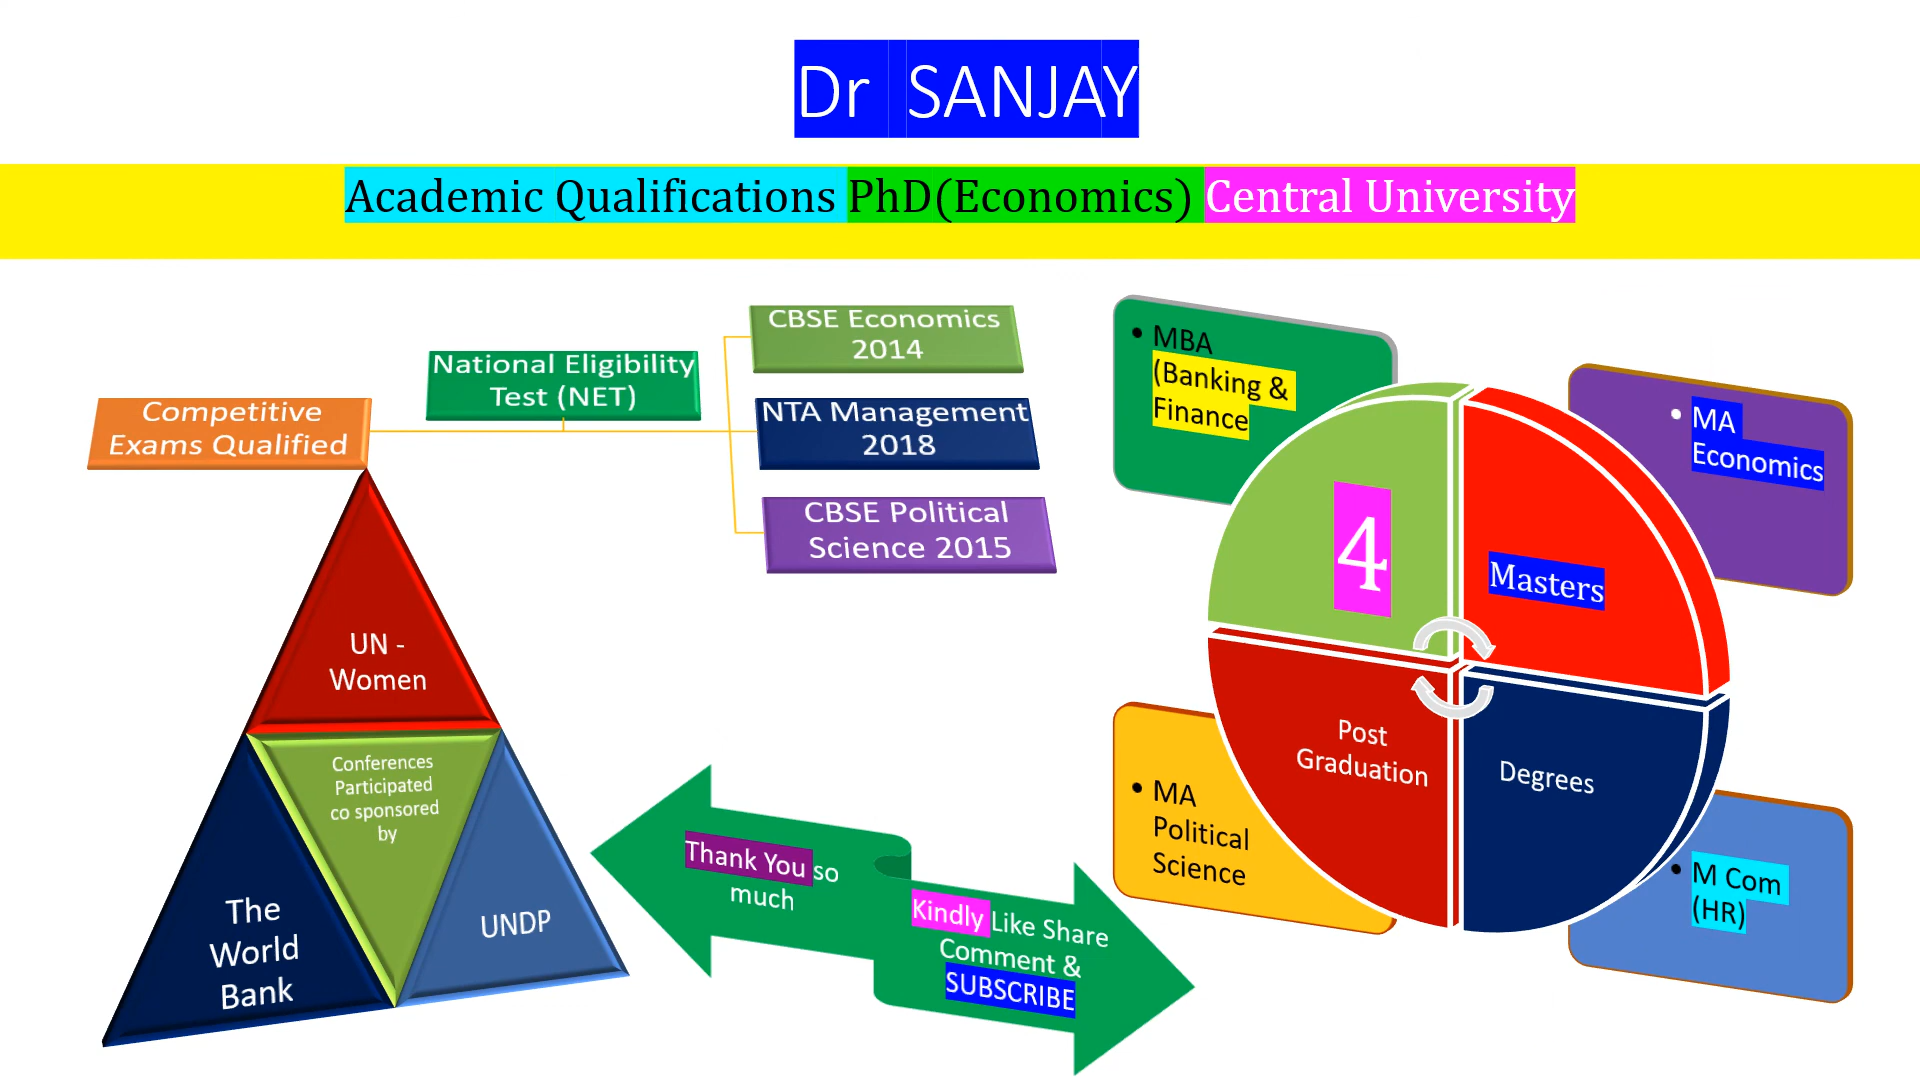 Dr SANJAY
Academic Qualifications PhD(Economics) Central University
Competitive
Exams Qualified
National Eligibility
Test (NET)
CBSE Economics
2014
NTA Management
2018
CBSE Political
Science 2015
UN -
Women
Conferences
Participated
co sponsored
by
The
World
Bank
UNDP
Thank You so
much
Kindly Like Share
Comment &
SUBSCRIBE
• MBA
(Banking &
Finance
• MA
Economics
4
Masters
Post
Graduation
Degrees
• MA
Political
Science
• M Com
(HR)